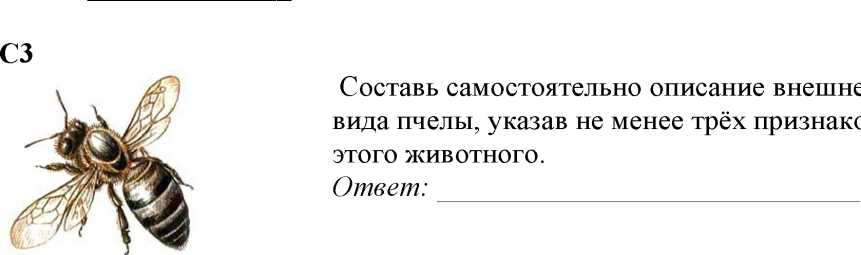 С3
Составь самостоятельно описание внешне
вида пчелы, указав не менее трёх признако
этого животного.
Ответ: